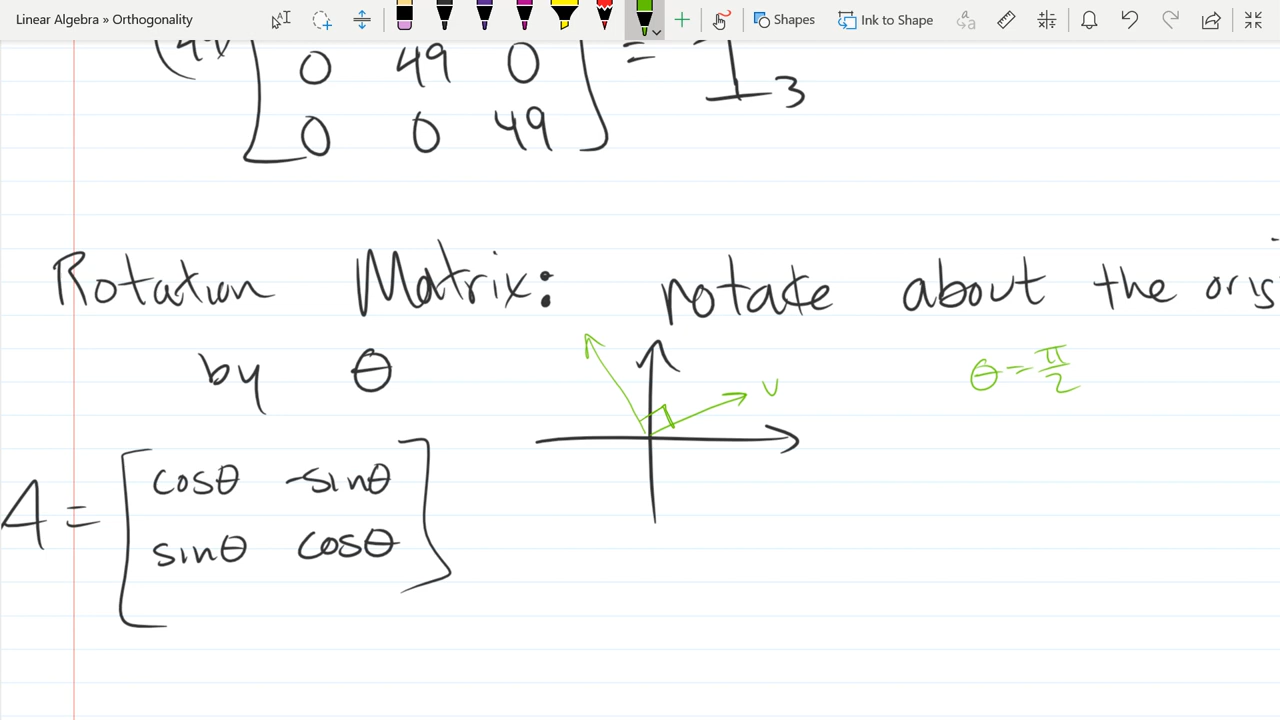 Linear Algebra » Orthogonality
Shapes
Ink to Shape
0 49 0 = I₃
0 0 49
Rotation Matrix: rotate about the
by θ
θ = π/2
v
A = [cosθ -sinθ
sinθ cosθ]